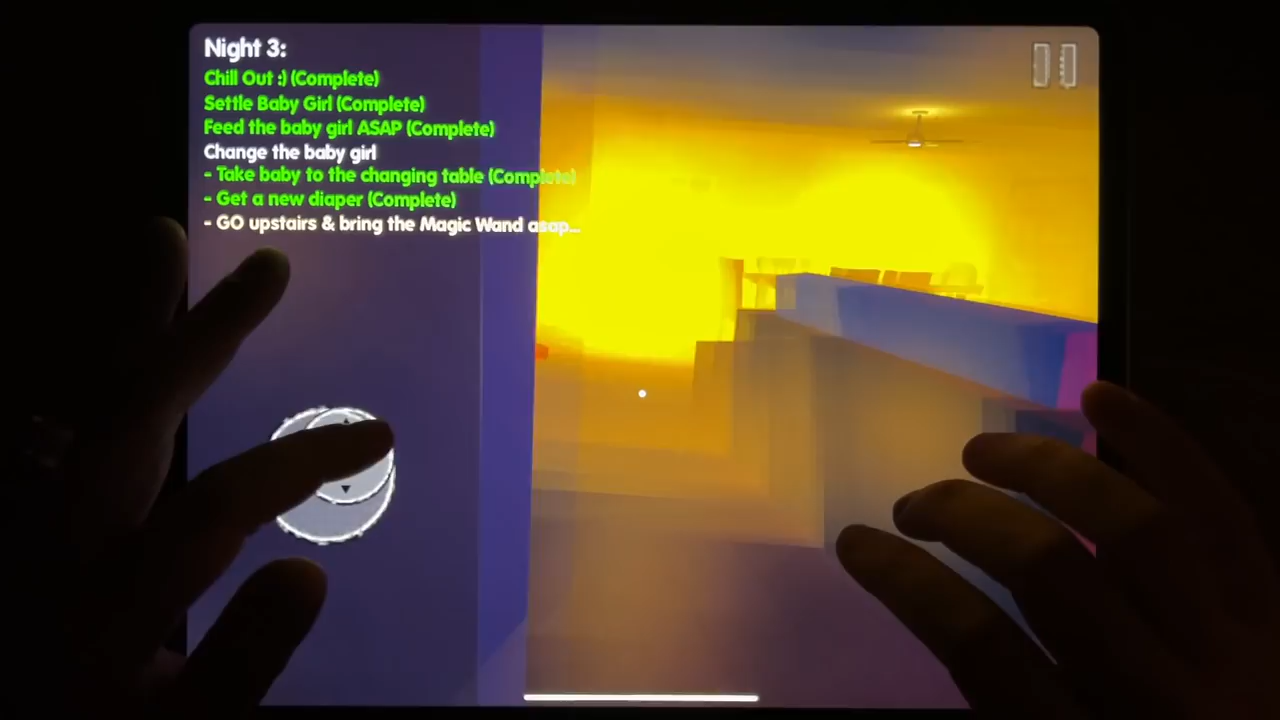 Night 3:
Chill Out :) (Complete)
Settle Baby Girl (Complete)
Feed the baby girl ASAP (Complete)
Change the baby girl
- Take baby to the changing table (Complete)
- Get a new diaper (Complete)
- GO upstairs & bring the Magic Wand asap...